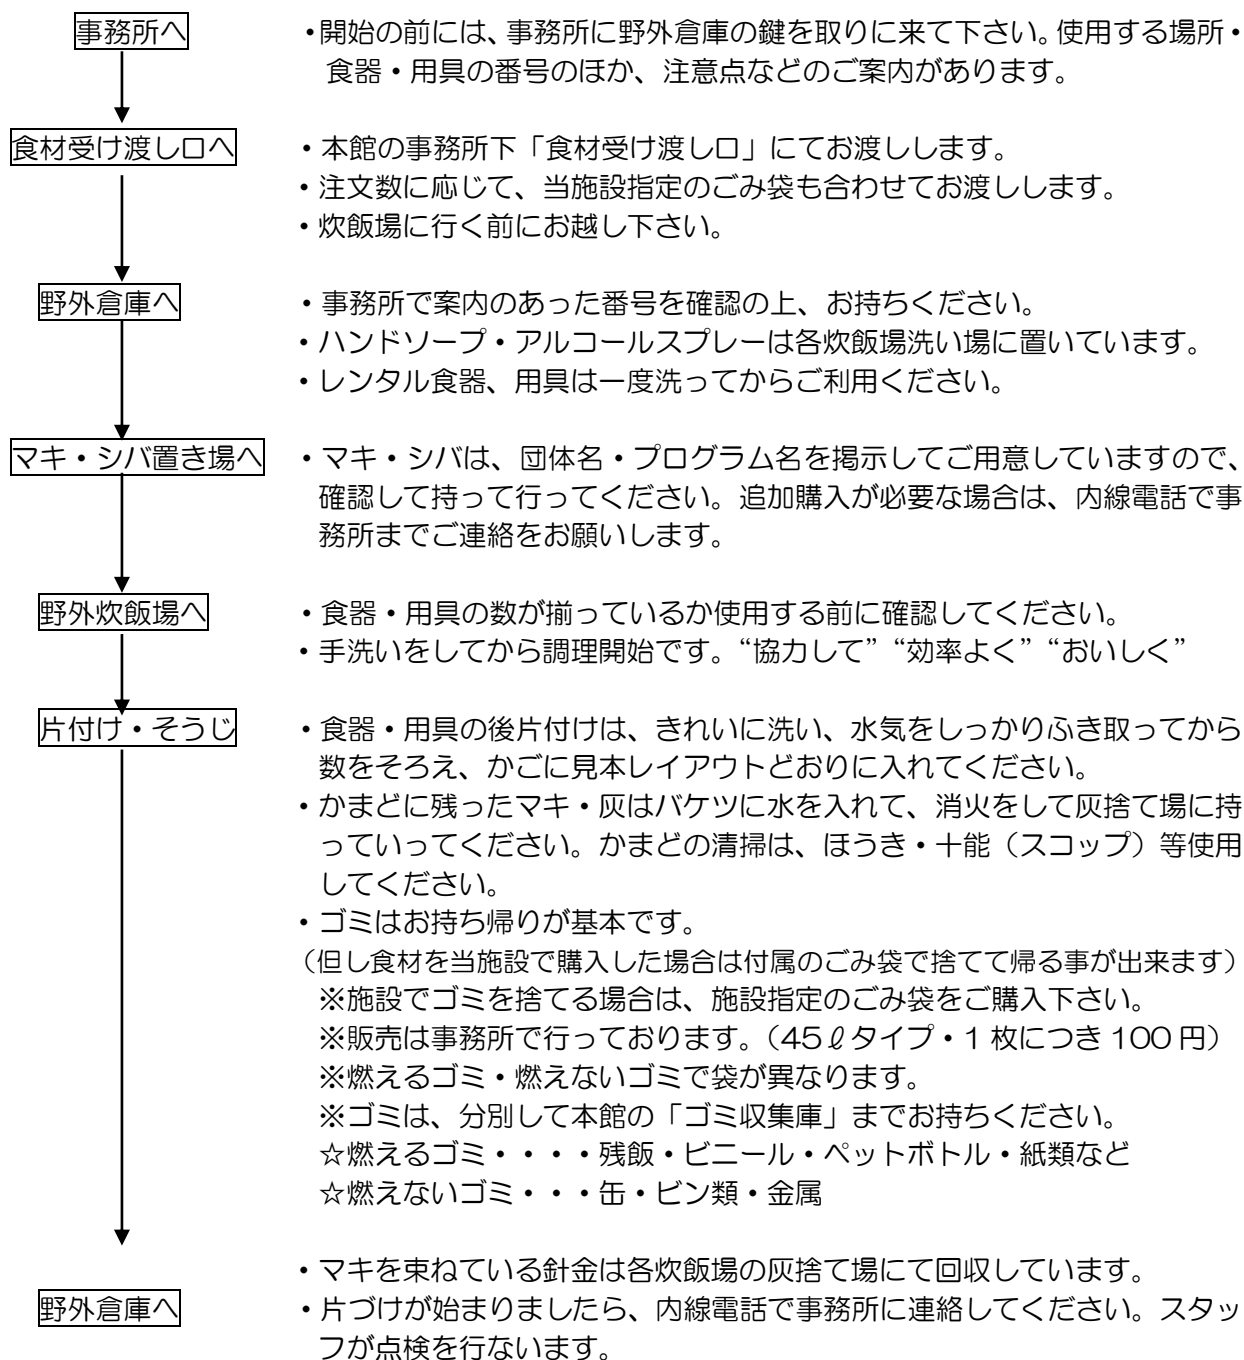 事務所へ
・開始の前には、事務所に野外倉庫の鍵を取りに来て下さい。使用する場所・
食器・用具の番号のほか、注意点などのご案内があります。
食材受け渡し口へ
・本館の事務所下「食材受け渡し口」にてお渡しします。
・注文数に応じて、当施設指定のごみ袋も合わせてお渡しします。
・炊飯場に行く前にお越し下さい。
野外倉庫へ
・事務所で案内のあった番号を確認の上、お持ちください。
・ハンドソープ・アルコールスプレーは各炊飯場洗い場に置いています。
・レンタル食器、用具は一度洗ってからご利用ください。
マキ・シバ置き場へ
・マキ・シバは、団体名・プログラム名を掲示してご用意していますので、
確認して持って行ってください。追加購入が必要な場合は、内線電話で事
務所までご連絡をお願いします。
野外炊飯場へ
・食器・用具の数が揃っているか使用する前に確認してください。
・手洗いをしてから調理開始です。“協力して”“効率よく”“おいしく”
片付け・そうじ
・食器・用具の後片付けは、きれいに洗い、水気をしっかりふき取ってから
数をそろえ、かごに見本レイアウトどおりに入れてください。
・かまどに残ったマキ・灰はバケツに水を入れて、消火をして灰捨て場に持
っていってください。かまどの清掃は、ほうき・十能（スコップ）等使用
してください。
・ゴミはお持ち帰りが基本です。
（但し食材を当施設で購入した場合は付属のごみ袋で捨てて帰る事が出来ます）
※施設でゴミを捨てる場合は、施設指定のごみ袋をご購入下さい。
※販売は事務所で行っております。（45ℓタイプ・1枚につき100円）
※燃えるゴミ・燃えないゴミで袋が異なります。
※ゴミは、分別して本館の「ゴミ収集庫」までお持ちください。
☆燃えるゴミ・・・・残飯・ビニール・ペットボトル・紙類など
☆燃えないゴミ・・・缶・ビン類・金属
・マキを束ねている針金は各炊飯場の灰捨て場にて回収しています。
野外倉庫へ
・片づけが始まりましたら、内線電話で事務所に連絡してください。スタッ
フが点検を行ないます。